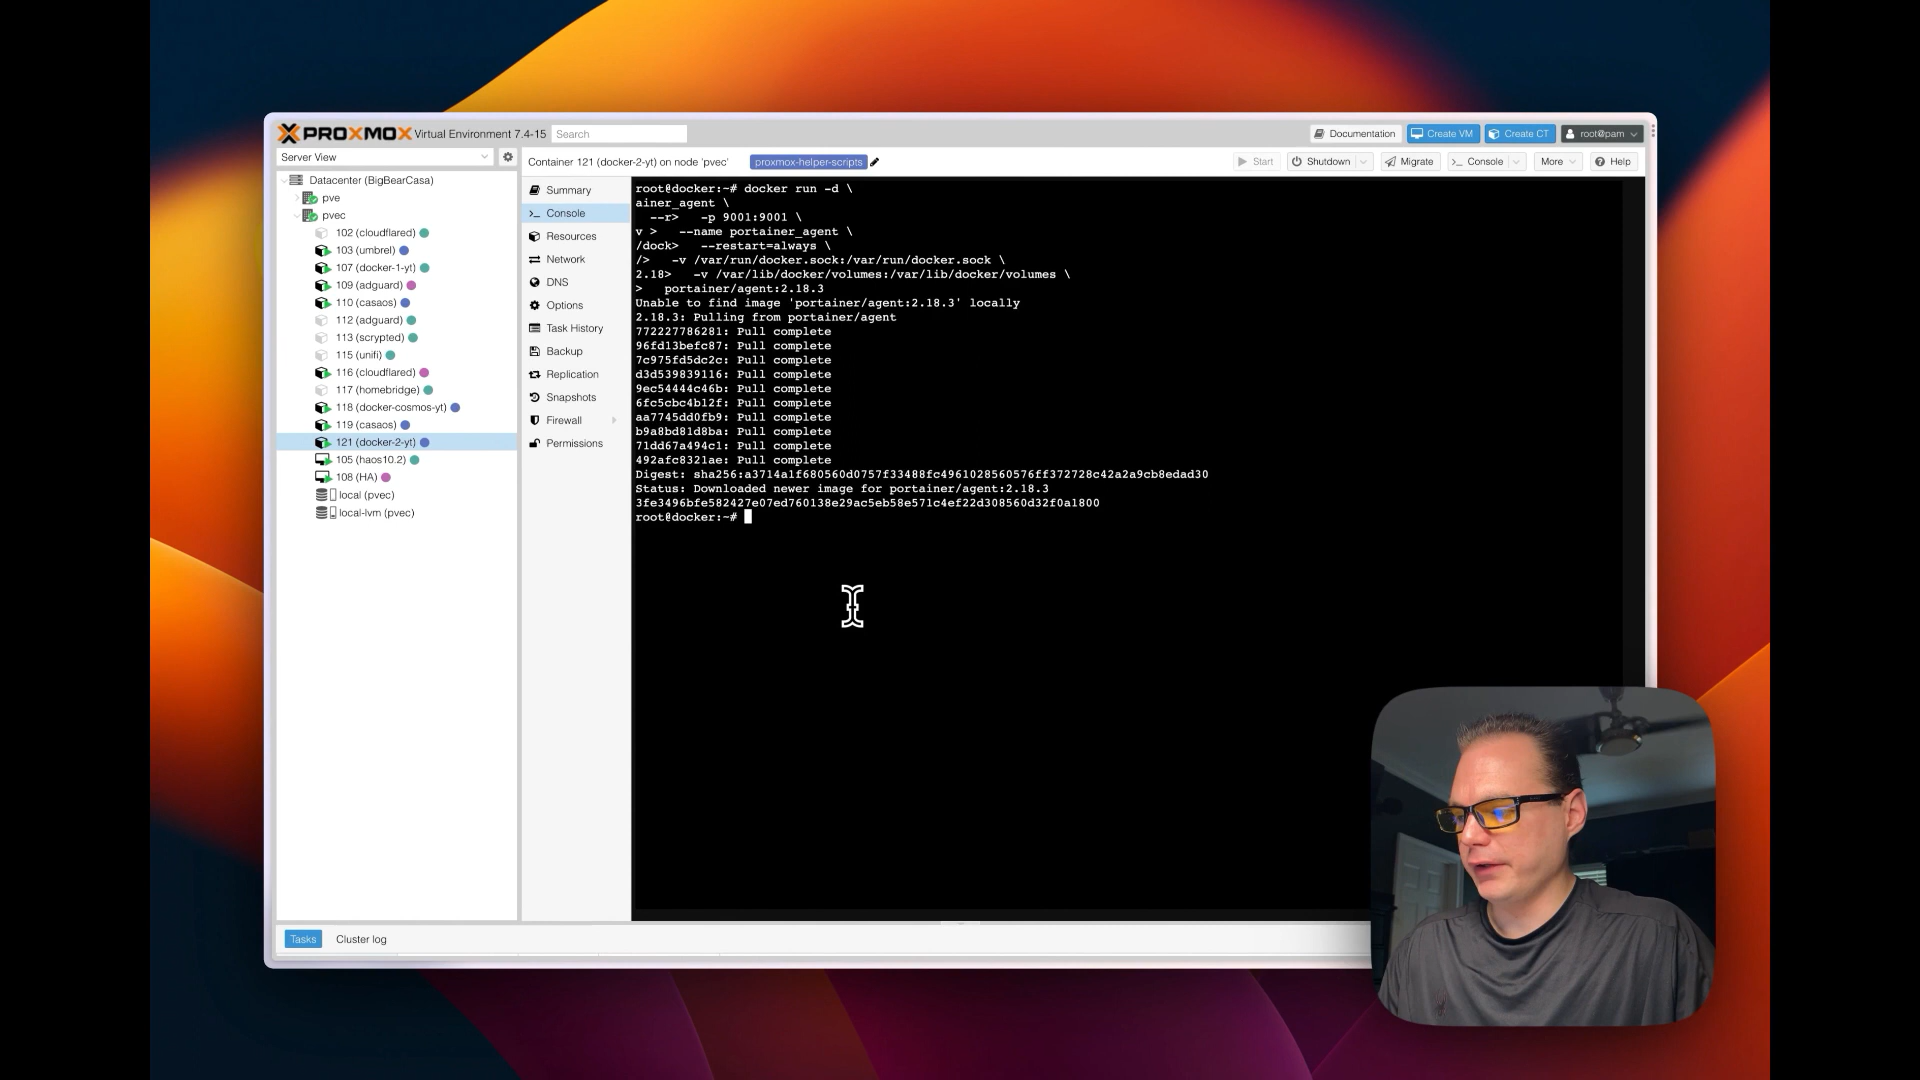 PROXMOX Virtual Environment 7.4-15
Search
Documentation
Create VM
Create CT
root@pam
Server View
Container 121 (docker-2-yt) on node 'pvec'
proxmox-helper-scripts
Start
Shutdown
Migrate
Console
More
Help
Datacenter (BigBearCasa)
pve
pvec
102 (cloudflared)
103 (umbrel)
107 (docker-1-yt)
109 (adguard)
110 (casaos)
112 (adguard)
113 (scrypted)
115 (unifi)
116 (cloudflared)
117 (homebridge)
118 (docker-cosmos-yt)
119 (casaos)
121 (docker-2-yt)
105 (haos10.2)
108 (HA)
local (pvec)
local-lvm (pvec)
Summary
Console
Resources
Network
DNS
Options
Task History
Backup
Replication
Snapshots
Firewall
Permissions
root@docker:~# docker run -d \
ainer_agent \
--r> -p 9001:9001 \
v > --name portainer_agent \
/dock> --restart=always \
/> -v /var/run/docker.sock:/var/run/docker.sock \
2.18> -v /var/lib/docker/volumes:/var/lib/docker/volumes \
> portainer/agent:2.18.3
Unable to find image 'portainer/agent:2.18.3' locally
2.18.3: Pulling from portainer/agent
772227786281: Pull complete
96fd13befc87: Pull complete
7c975fd5dc2c: Pull complete
d3d539839116: Pull complete
9ec54444c46b: Pull complete
6fc5cbc4b12f: Pull complete
aa7745dd0fb9: Pull complete
b9a8bd81d8ba: Pull complete
71dd67a494c1: Pull complete
492afc8321ae: Pull complete
Digest: sha256:a3714a1f680560d0757f33488fc4961028560576ff372728c42a2a9cb8edad30
Status: Downloaded newer image for portainer/agent:2.18.3
3fe3496bfe582427e07ed760138e29ac5eb58e571c4ef22d308560d32f0a1800
root@docker:~#
Tasks
Cluster log